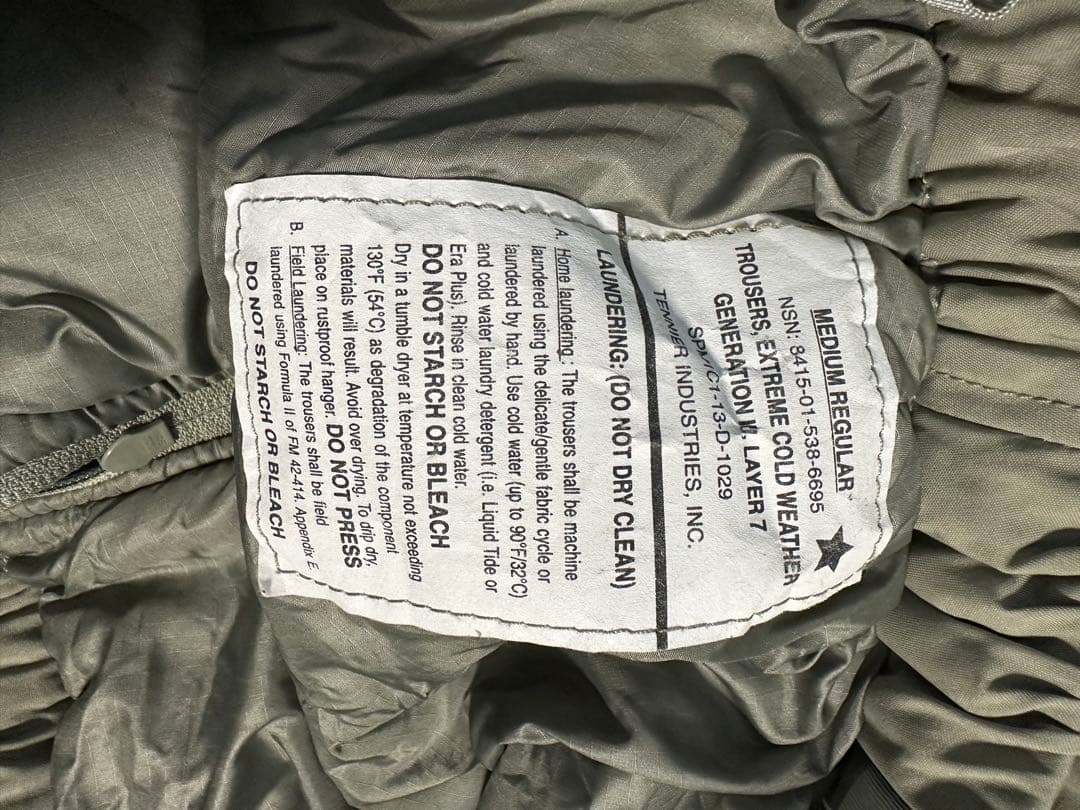 MEDIUM REGULAR
NSN: 8415-01-538-6695
TROUSERS, EXTREME COLD WEATHER
GENERATION III, LAYER 7
SPM1C1-13-D-1029
TENNIER INDUSTRIES, INC.
LAUNDERING: (DO NOT DRY CLEAN)
A. Home laundering: The trousers shall be machine
laundered using the delicate/gentle fabric cycle or
laundered by hand. Use cold water (up to 90°F/32°C)
and cold water laundry detergent (i.e. Liquid Tide or
Era Plus). Rinse in clean cold water.
DO NOT STARCH OR BLEACH
Dry in a tumble dryer at temperature not exceeding
130°F (54°C) as degradation of the component
materials will result. Avoid over drying. To drip dry,
place on rustproof hanger. DO NOT PRESS
B. Field Laundering: The trousers shall be field
laundered using Formula II of FM 42-414. Appendix E.
DO NOT STARCH OR BLEACH